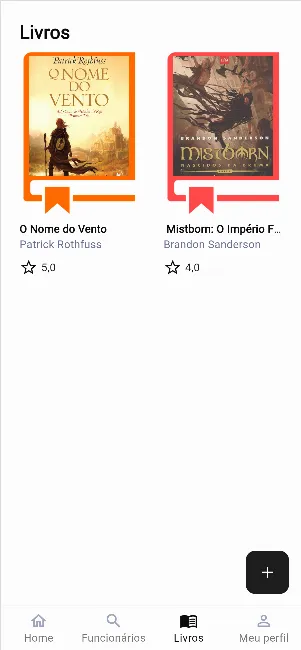 Livros
Patrick Rothfuss
O NOME
DO
VENTO
BRANDON SANDERSON
MISTBORN
NASCIDOS DA BRUMA
O Nome do Vento
Mistborn: O Império F...
Patrick Rothfuss
Brandon Sanderson
5,0
4,0
Home
Funcionários
Livros
Meu perfil